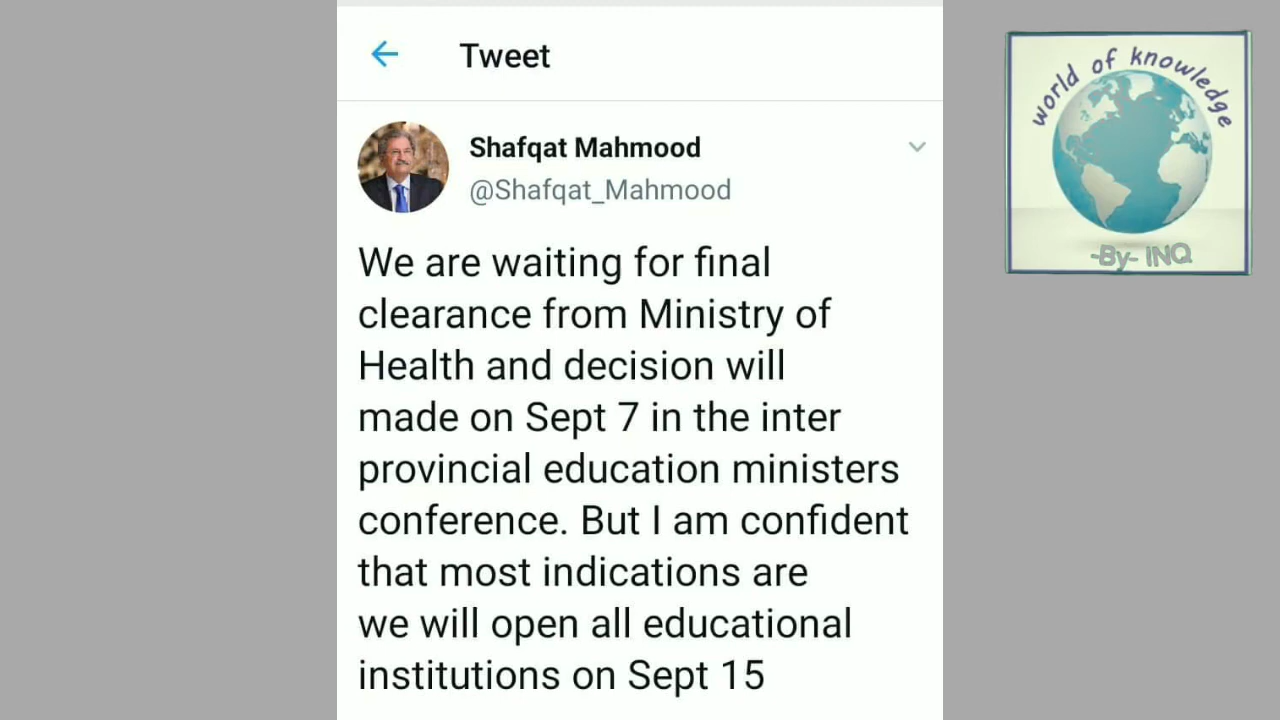 Tweet
Shafqat Mahmood
@Shafqat_Mahmood
We are waiting for final
clearance from Ministry of
Health and decision will
made on Sept 7 in the inter
provincial education ministers
conference. But I am confident
that most indications are
we will open all educational
institutions on Sept 15
world of knowledge
-By- INQ